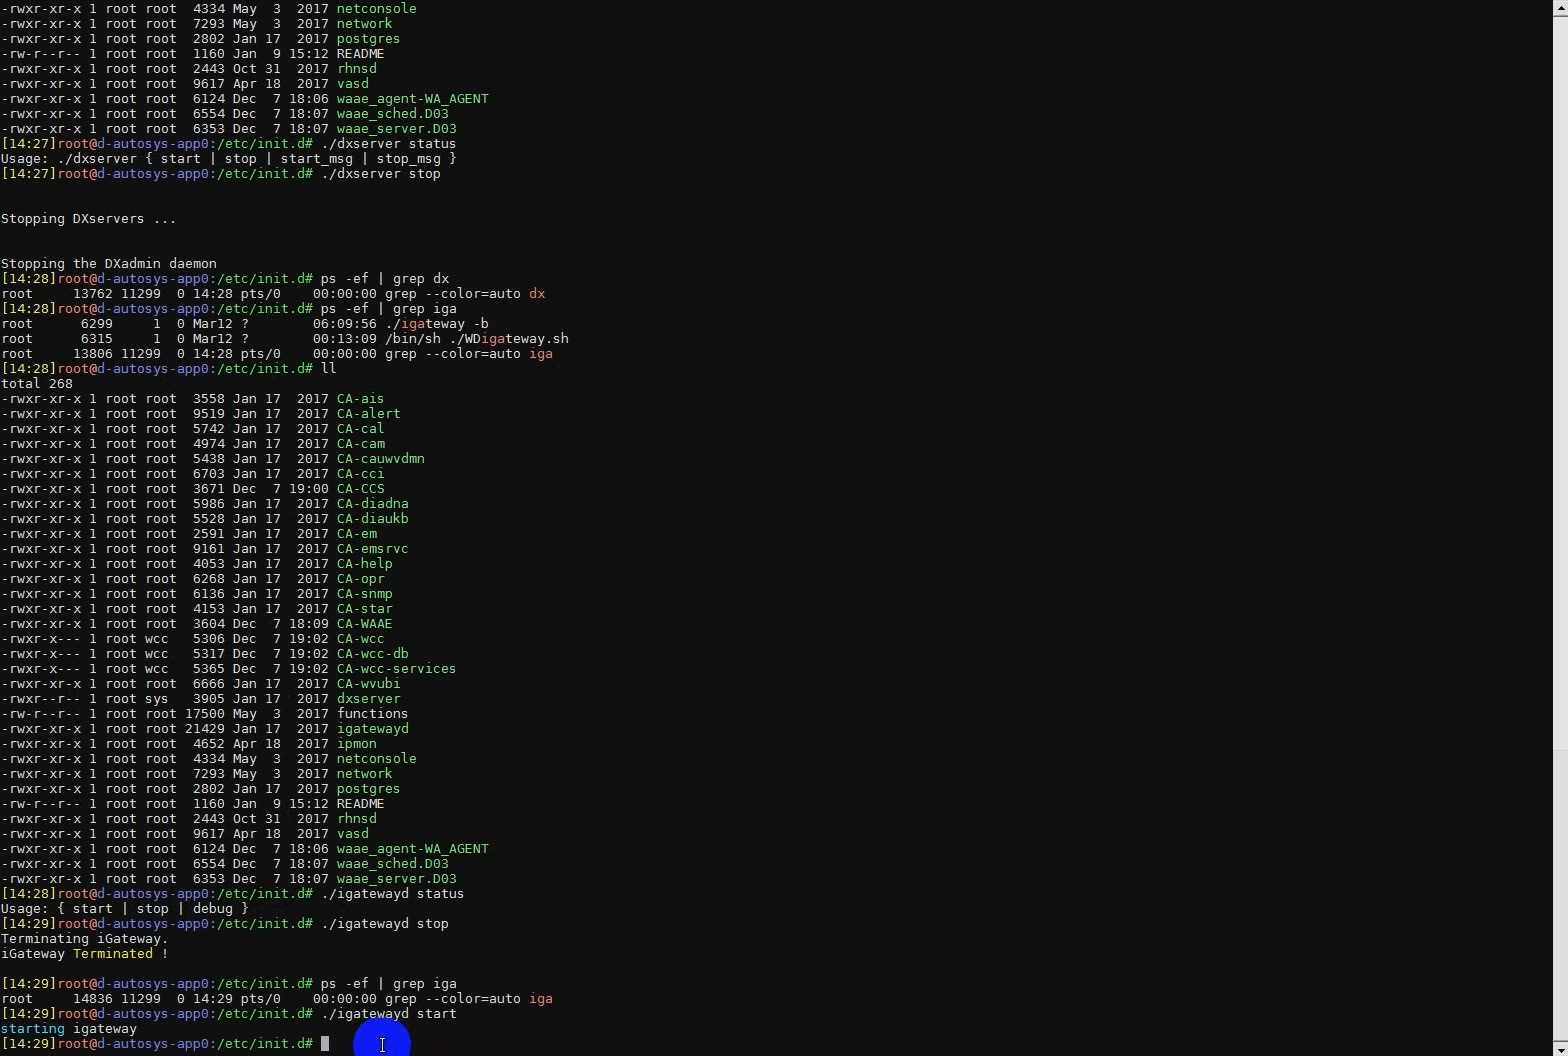 -rwxr-xr-x 1 root root  4334 May  3  2017 netconsole
-rwxr-xr-x 1 root root  7293 May  3  2017 network
-rwxr-xr-x 1 root root  2802 Jan 17  2017 postgres
-rw-r--r-- 1 root root  1160 Jan  9 15:12 README
-rwxr-xr-x 1 root root  2443 Oct 31  2017 rhnsd
-rwxr-xr-x 1 root root  9617 Apr 18  2017 vasd
-rwxr-xr-x 1 root root  6124 Dec  7 18:06 waae_agent-WA_AGENT
-rwxr-xr-x 1 root root  6554 Dec  7 18:07 waae_sched.D03
-rwxr-xr-x 1 root root  6353 Dec  7 18:07 waae_server.D03
[14:27]root@d-autosys-app0:/etc/init.d# ./dxserver status
Usage: ./dxserver { start | stop | start_msg | stop_msg }
[14:27]root@d-autosys-app0:/etc/init.d# ./dxserver stop
Stopping DXservers ...
Stopping the DXadmin daemon
[14:28]root@d-autosys-app0:/etc/init.d# ps -ef | grep dx
root     13762 11299  0 14:28 pts/0    00:00:00 grep --color=auto dx
[14:28]root@d-autosys-app0:/etc/init.d# ps -ef | grep iga
root      6299     1  0 Mar12 ?        06:09:56 ./igateway -b
root      6315     1  0 Mar12 ?        00:13:09 /bin/sh ./WDigateway.sh
root     13806 11299  0 14:28 pts/0    00:00:00 grep --color=auto iga
[14:28]root@d-autosys-app0:/etc/init.d# ll
total 268
-rwxr-xr-x 1 root root  3558 Jan 17  2017 CA-ais
-rwxr-xr-x 1 root root  9519 Jan 17  2017 CA-alert
-rwxr-xr-x 1 root root  5742 Jan 17  2017 CA-cal
-rwxr-xr-x 1 root root  4974 Jan 17  2017 CA-cam
-rwxr-xr-x 1 root root  5438 Jan 17  2017 CA-cauwvdmn
-rwxr-xr-x 1 root root  6703 Jan 17  2017 CA-cci
-rwxr-xr-x 1 root root  3671 Dec  7 19:00 CA-CCS
-rwxr-xr-x 1 root root  5986 Jan 17  2017 CA-diadna
-rwxr-xr-x 1 root root  5528 Jan 17  2017 CA-diaukb
-rwxr-xr-x 1 root root  2591 Jan 17  2017 CA-em
-rwxr-xr-x 1 root root  9161 Jan 17  2017 CA-emsrvc
-rwxr-xr-x 1 root root  4053 Jan 17  2017 CA-help
-rwxr-xr-x 1 root root  6268 Jan 17  2017 CA-opr
-rwxr-xr-x 1 root root  6136 Jan 17  2017 CA-snmp
-rwxr-xr-x 1 root root  4153 Jan 17  2017 CA-star
-rwxr-xr-x 1 root root  3604 Dec  7 18:09 CA-WAAE
-rwxr-x--- 1 root wcc   5306 Dec  7 19:02 CA-wcc
-rwxr-x--- 1 root wcc   5317 Dec  7 19:02 CA-wcc-db
-rwxr-x--- 1 root wcc   5365 Dec  7 19:02 CA-wcc-services
-rwxr-xr-x 1 root root  6666 Jan 17  2017 CA-wvubi
-rwxr--r-- 1 root sys   3905 Jan 17  2017 dxserver
-rw-r--r-- 1 root root 17500 May  3  2017 functions
-rwxr-xr-x 1 root root 21429 Jan 17  2017 igatewayd
-rwxr-xr-x 1 root root  4652 Apr 18  2017 ipmon
-rwxr-xr-x 1 root root  4334 May  3  2017 netconsole
-rwxr-xr-x 1 root root  7293 May  3  2017 network
-rwxr-xr-x 1 root root  2802 Jan 17  2017 postgres
-rw-r--r-- 1 root root  1160 Jan  9 15:12 README
-rwxr-xr-x 1 root root  2443 Oct 31  2017 rhnsd
-rwxr-xr-x 1 root root  9617 Apr 18  2017 vasd
-rwxr-xr-x 1 root root  6124 Dec  7 18:06 waae_agent-WA_AGENT
-rwxr-xr-x 1 root root  6554 Dec  7 18:07 waae_sched.D03
-rwxr-xr-x 1 root root  6353 Dec  7 18:07 waae_server.D03
[14:28]root@d-autosys-app0:/etc/init.d# ./igatewayd status
Usage: { start | stop | debug }
[14:29]root@d-autosys-app0:/etc/init.d# ./igatewayd stop
Terminating iGateway.
iGateway Terminated !
[14:29]root@d-autosys-app0:/etc/init.d# ps -ef | grep iga
root     14836 11299  0 14:29 pts/0    00:00:00 grep --color=auto iga
[14:29]root@d-autosys-app0:/etc/init.d# ./igatewayd start
starting igateway
[14:29]root@d-autosys-app0:/etc/init.d#